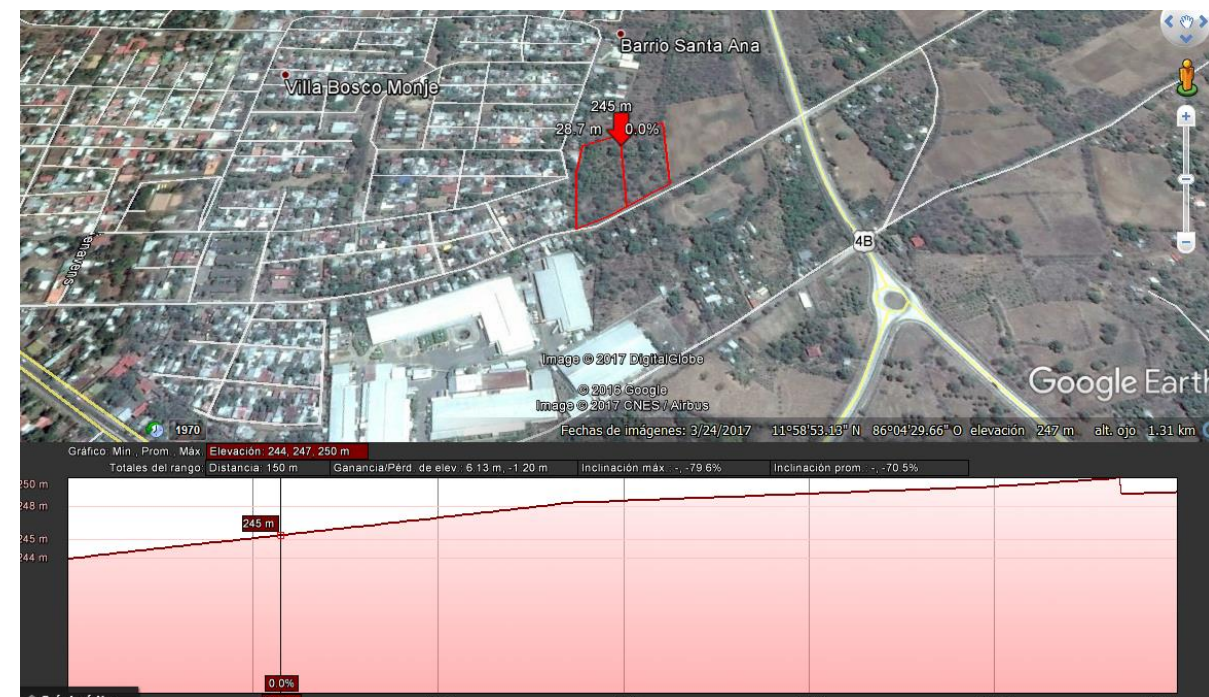 Barrio Santa Ana
Villa Bosco Monje
245 m
28.7 m 0.0%
4B
Image © 2017 DigitalGlobe
© 2016 Google
Image © 2017 CNES / Airbus
Google Earth
1970
Fechas de imágenes: 3/24/2017 11°58'53.13" N 86°04'29.66" O elevación 247 m alt. ojo 1.31 km
Gráfico: Mín., Prom., Máx. Elevación: 244, 247, 250 m
Totales del rango: Distancia: 150 m Ganancia/Pérd. de elev.: 6.13 m, -1.20 m Inclinación máx.: -, -79.6% Inclinación prom.: -, -70.5%
250 m
248 m
245 m
245 m
244 m
0.0%